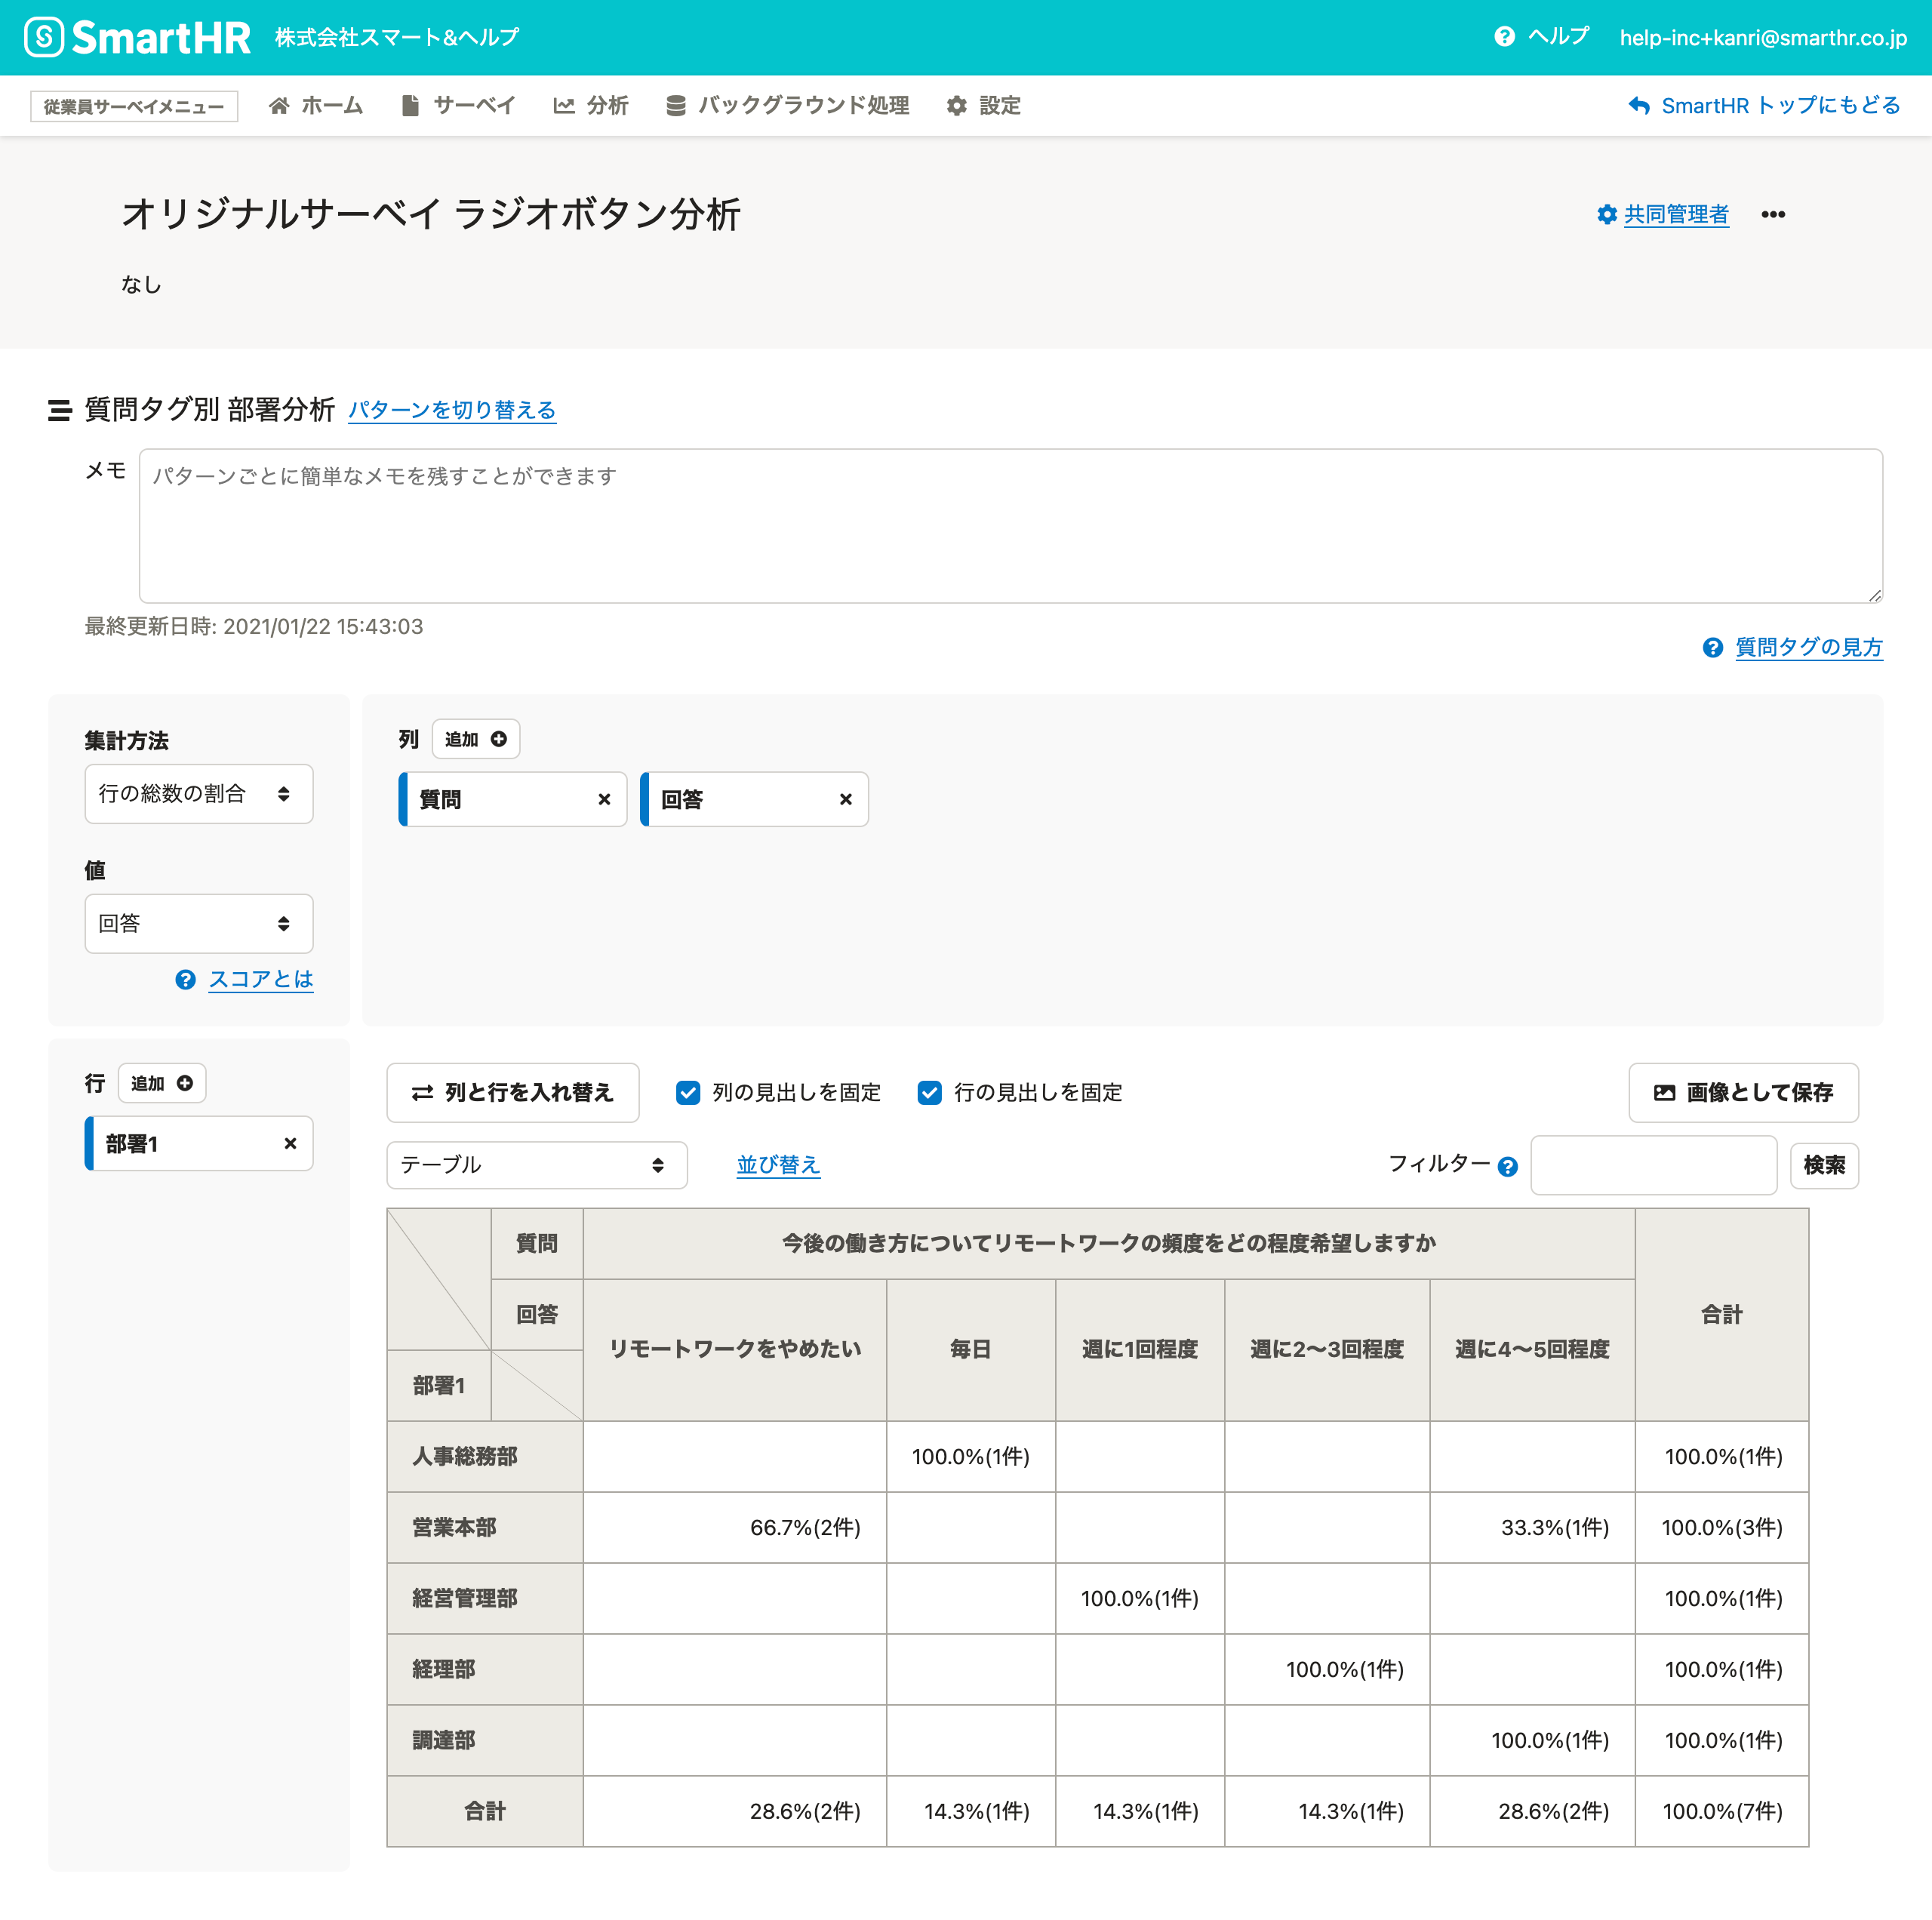 SmartHR 株式会社スマート&ヘルプ ヘルプ help-inc+kanri@smarthr.co.jp
従業員サーベイメニュー ホーム サーベイ 分析 バックグラウンド処理 設定 SmartHR トップにもどる
オリジナルサーベイ ラジオボタン分析 共同管理者
なし
質問タグ別 部署分析 パターンを切り替える
メモ パターンごとに簡単なメモを残すことができます
最終更新日時: 2021/01/22 15:43:03
質問タグの見方
集計方法
行の総数の割合
値
回答
スコアとは
列 追加
質問 回答
行 追加
部署1
列と行を入れ替え 列の見出しを固定 行の見出しを固定 画像として保存
テーブル 並び替え フィルター 検索
質問 今後の働き方についてリモートワークの頻度をどの程度希望しますか 合計
回答 リモートワークをやめたい 毎日 週に1回程度 週に2〜3回程度 週に4〜5回程度
部署1
人事総務部 100.0%(1件) 100.0%(1件)
営業本部 66.7%(2件) 33.3%(1件) 100.0%(3件)
経営管理部 100.0%(1件) 100.0%(1件)
経理部 100.0%(1件) 100.0%(1件)
調達部 100.0%(1件) 100.0%(1件)
合計 28.6%(2件) 14.3%(1件) 14.3%(1件) 14.3%(1件) 28.6%(2件) 100.0%(7件)